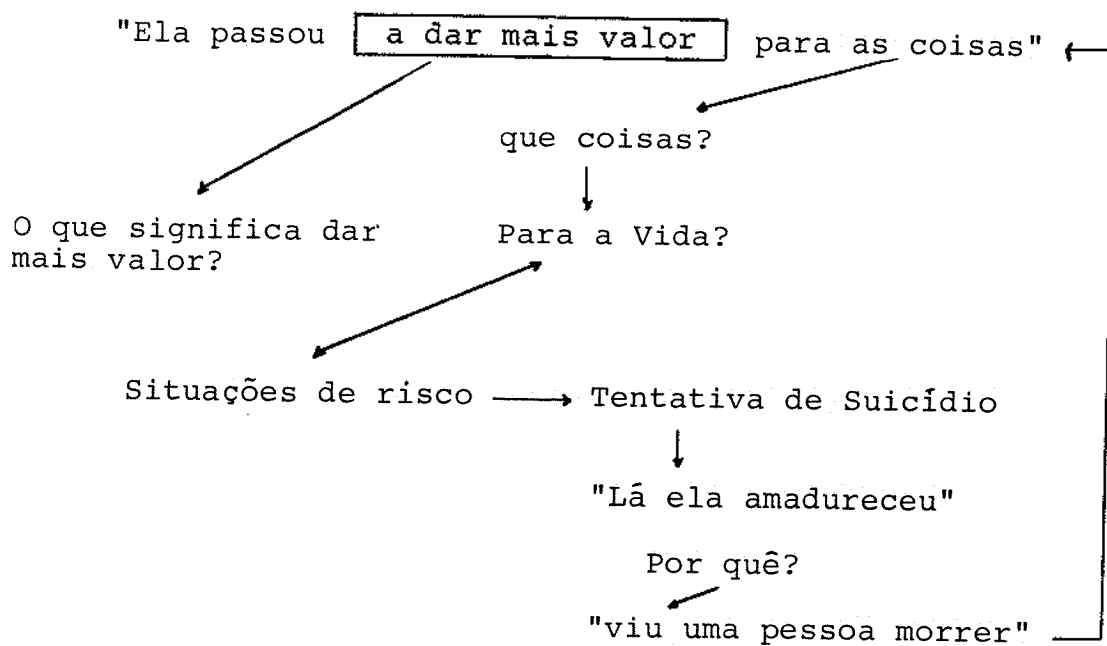 "Ela passou a dar mais valor para as coisas"
que coisas?
O que significa dar
mais valor?
Para a Vida?
Situações de risco
Tentativa de Suicídio
"Lá ela amadureceu"
Por quê?
"viu uma pessoa morrer"